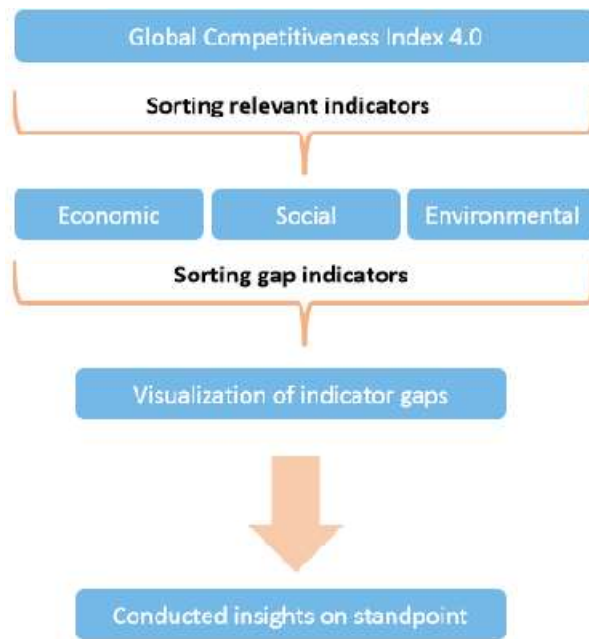 Global Competitiveness Index 4.0
Sorting relevant indicators
Economic Social Environmental
Sorting gap indicators
Visualization of indicator gaps
Conducted insights on standpoint